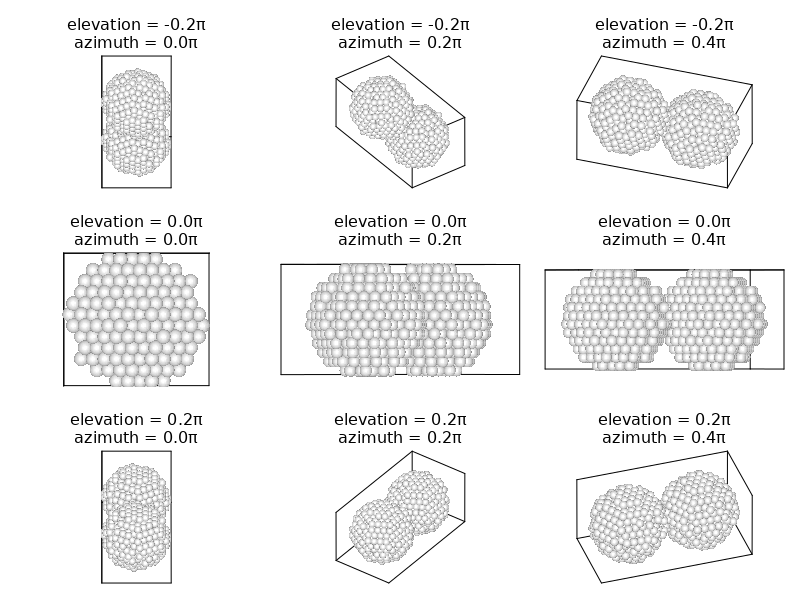 elevation = -0.2π
azimuth = 0.0π
elevation = -0.2π
azimuth = 0.2π
elevation = -0.2π
azimuth = 0.4π
elevation = 0.0π
azimuth = 0.0π
elevation = 0.0π
azimuth = 0.2π
elevation = 0.0π
azimuth = 0.4π
elevation = 0.2π
azimuth = 0.0π
elevation = 0.2π
azimuth = 0.2π
elevation = 0.2π
azimuth = 0.4π